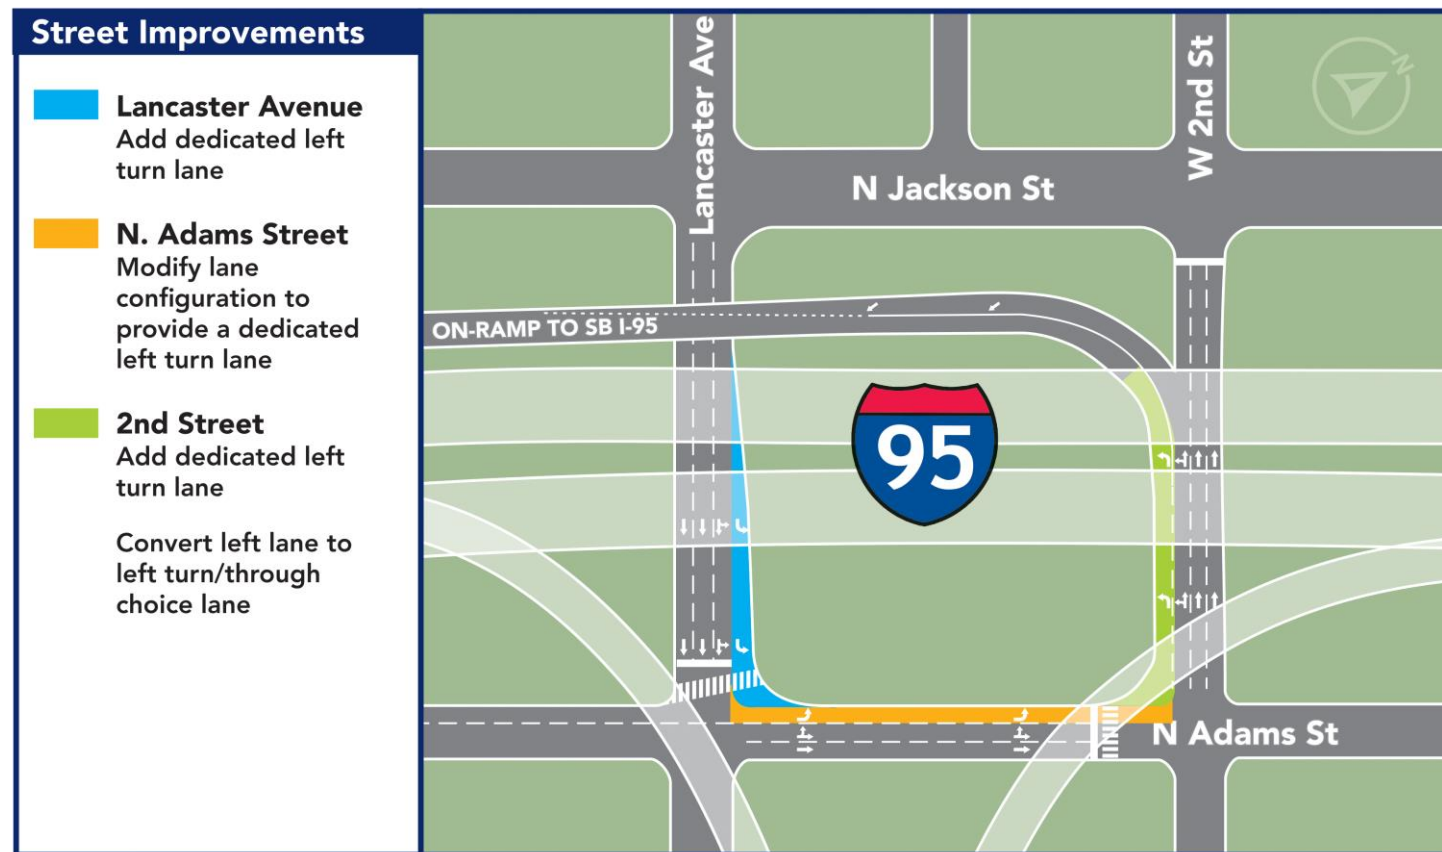 Street Improvements
Lancaster Avenue
Add dedicated left
turn lane
N. Adams Street
Modify lane
configuration to
provide a dedicated
left turn lane
2nd Street
Add dedicated left
turn lane
Convert left lane to
left turn/through
choice lane
Lancaster Ave
W 2nd St
N
N Jackson St
ON-RAMP TO SB I-95
95
N Adams St